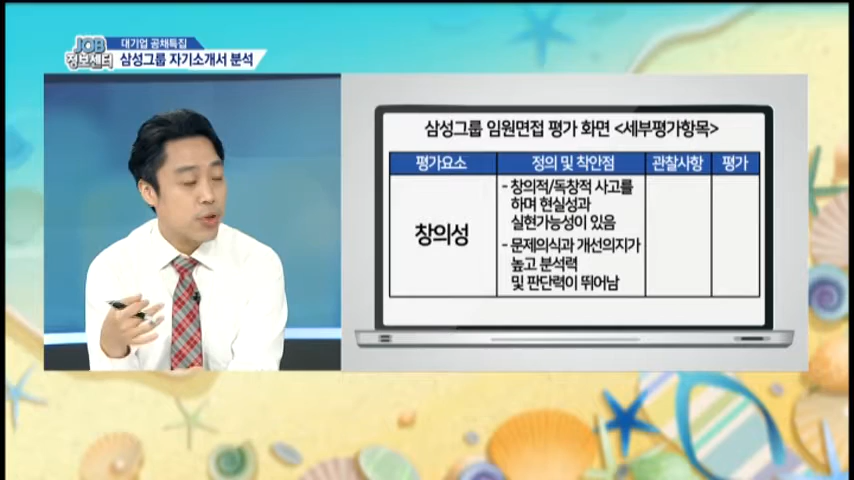 JOB
정보센터
대기업 공채특집
삼성그룹 자기소개서 분석
삼성그룹 임원면접 평가 화면 <세부평가항목>
평가요소 정의 및 착안점 관찰사항 평가
창의성
- 창의적/독창적 사고를
하며 현실성과
실현가능성이 있음
- 문제의식과 개선의지가
높고 분석력
및 판단력이 뛰어남